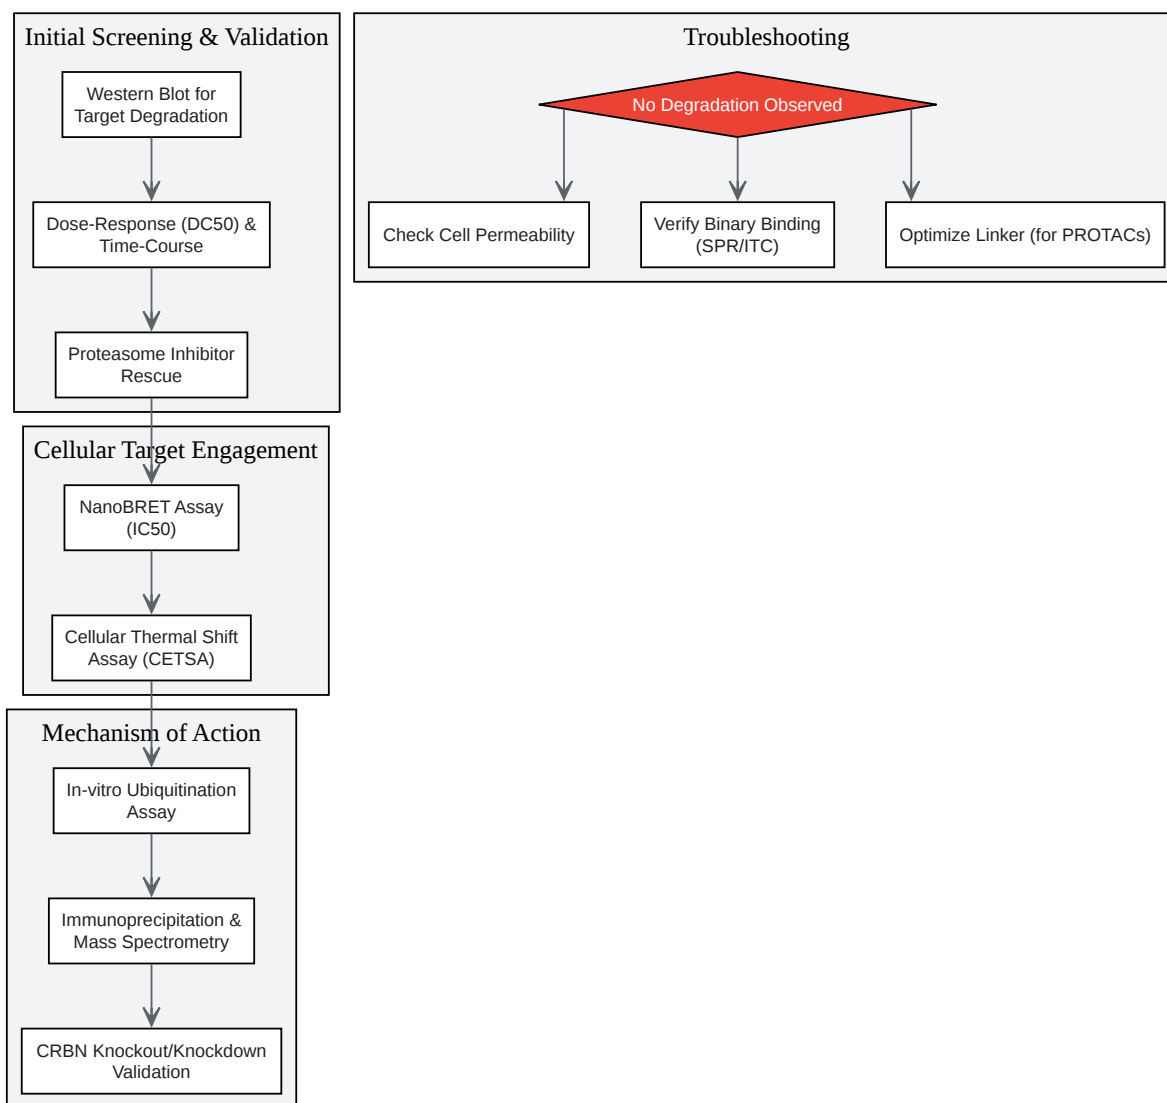 Initial Screening & Validation
Western Blot for
Target Degradation
Dose-Response (DC50) &
Time-Course
Proteasome Inhibitor
Rescue
Cellular Target Engagement
NanoBRET Assay
(IC50)
Cellular Thermal Shift
Assay (CETSA)
Mechanism of Action
In-vitro Ubiquitination
Assay
Immunoprecipitation &
Mass Spectrometry
CRBN Knockout/Knockdown
Validation
Troubleshooting
No Degradation Observed
Check Cell Permeability
Verify Binary Binding
(SPR/ITC)
Optimize Linker (for PROTACs)